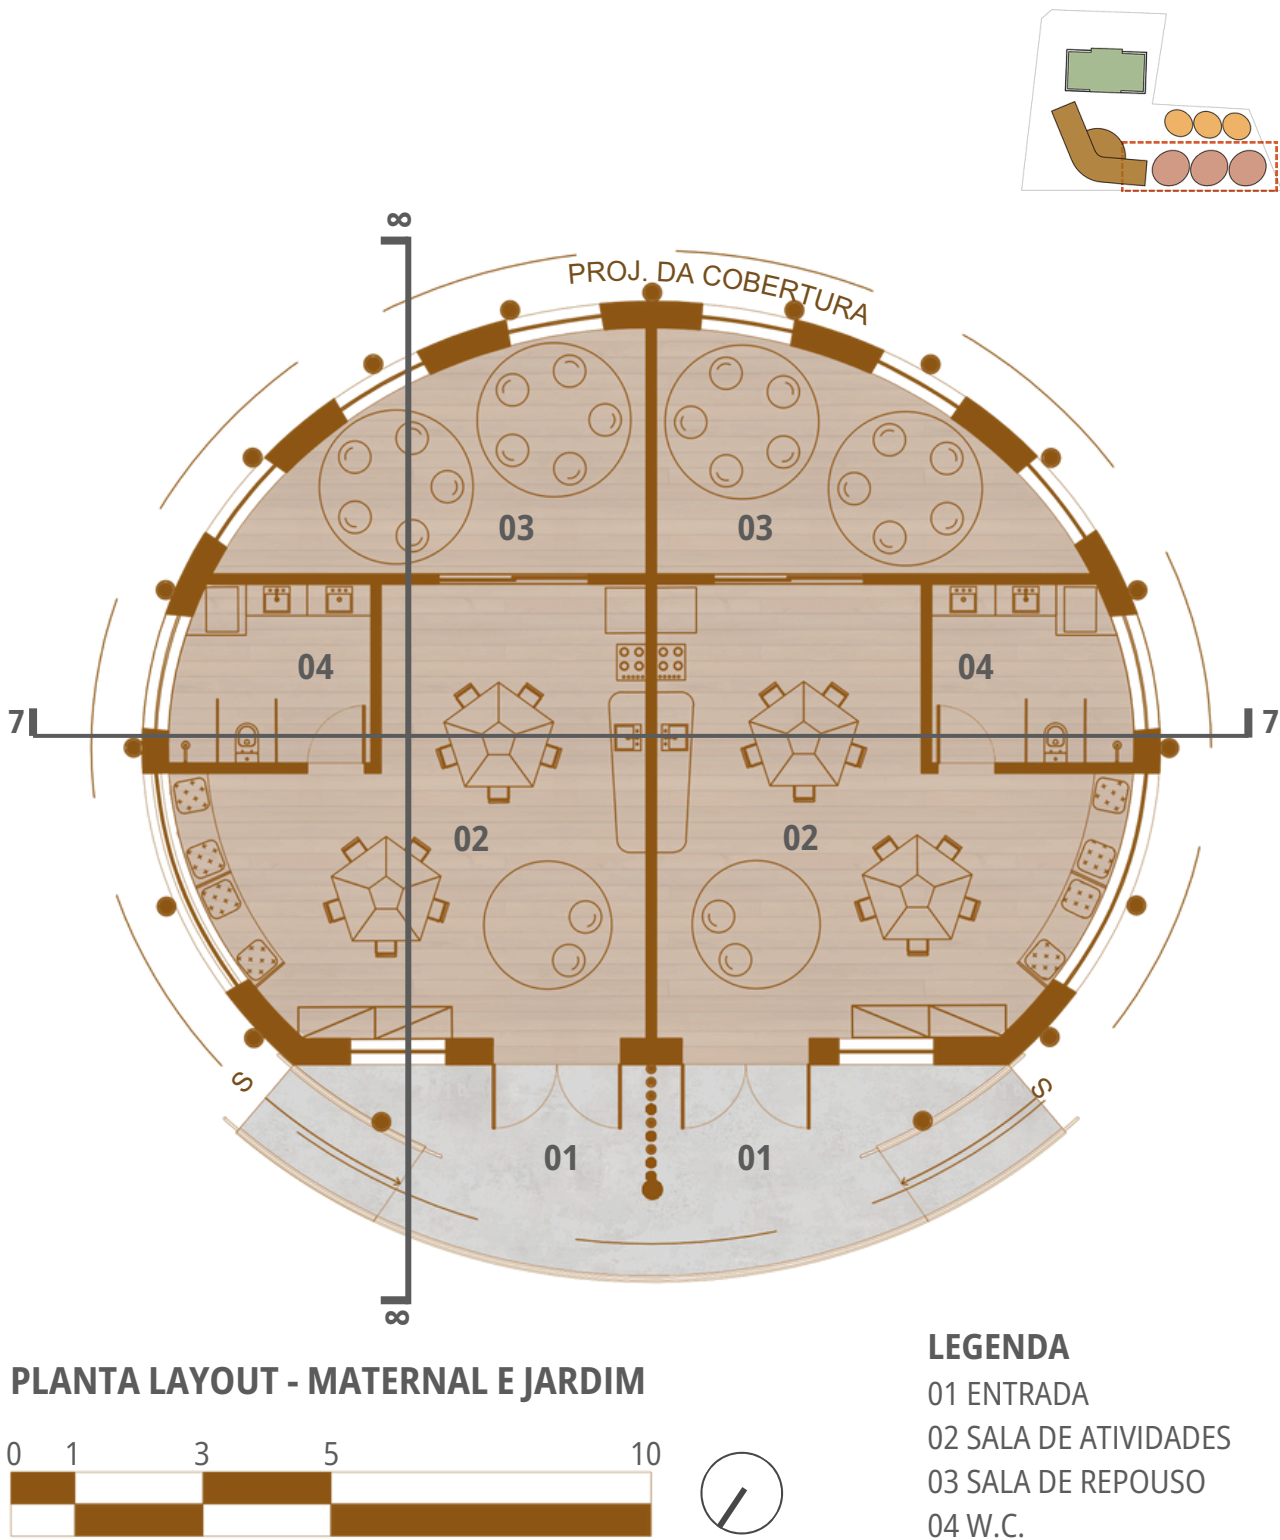 8
PROJ. DA COBERTURA
03 03
04 04
7 7
02 02
S S
01 01
8
PLANTA LAYOUT - MATERNAL E JARDIM
0 1 3 5 10
LEGENDA
01 ENTRADA
02 SALA DE ATIVIDADES
03 SALA DE REPOUSO
04 W.C.